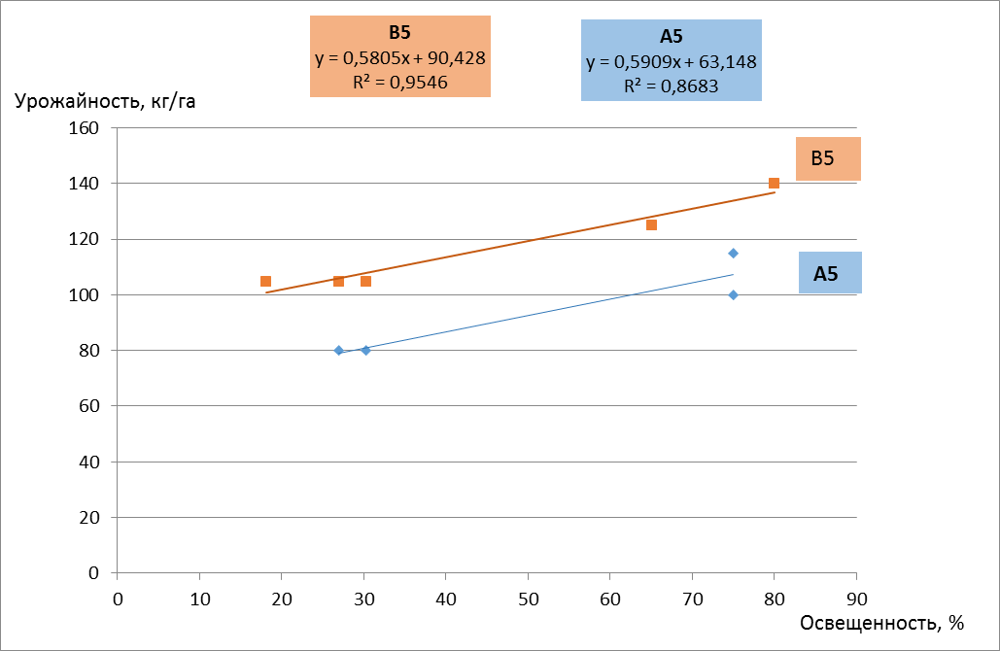 B5
y = 0,5805x + 90,428
R² = 0,9546
A5
y = 0,5909x + 63,148
R² = 0,8683
Урожайность, кг/га
160
140
120
100
80
60
40
20
0
B5
A5
0 10 20 30 40 50 60 70 80 90
Освещенность, %